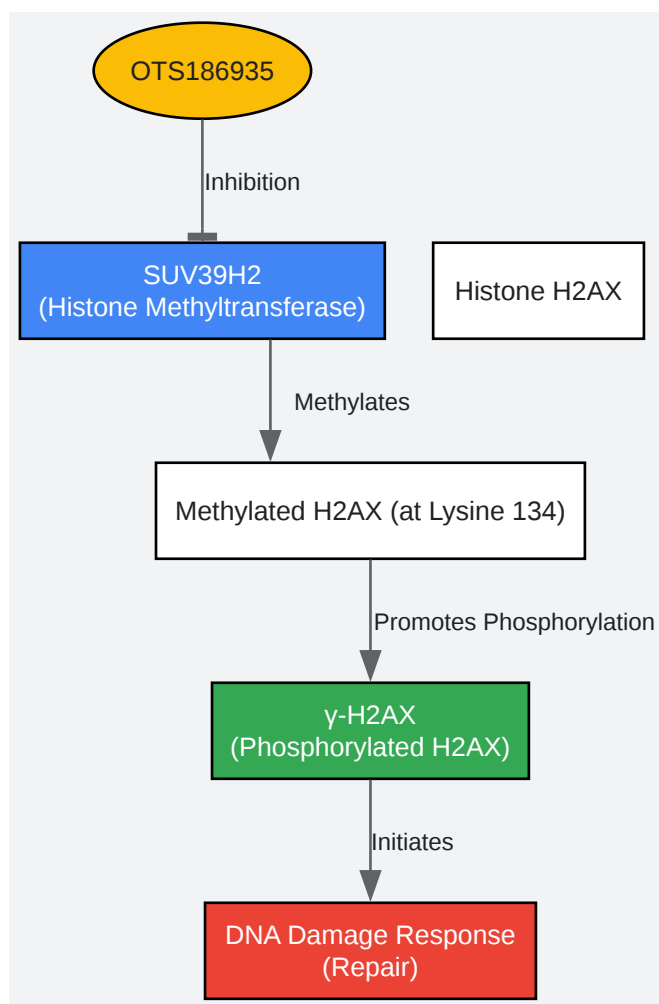 OTS186935
Inhibition
SUV39H2
(Histone Methyltransferase)
Histone H2AX
Methylates
Methylated H2AX (at Lysine 134)
Promotes Phosphorylation
γ-H2AX
(Phosphorylated H2AX)
Initiates
DNA Damage Response
(Repair)